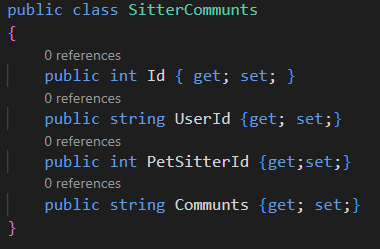 public class SitterCommunts
{
0 references
public int Id { get; set; }
0 references
public string UserId {get; set;}
0 references
public int PetSitterId {get;set;}
0 references
public string Communts {get; set;}
}